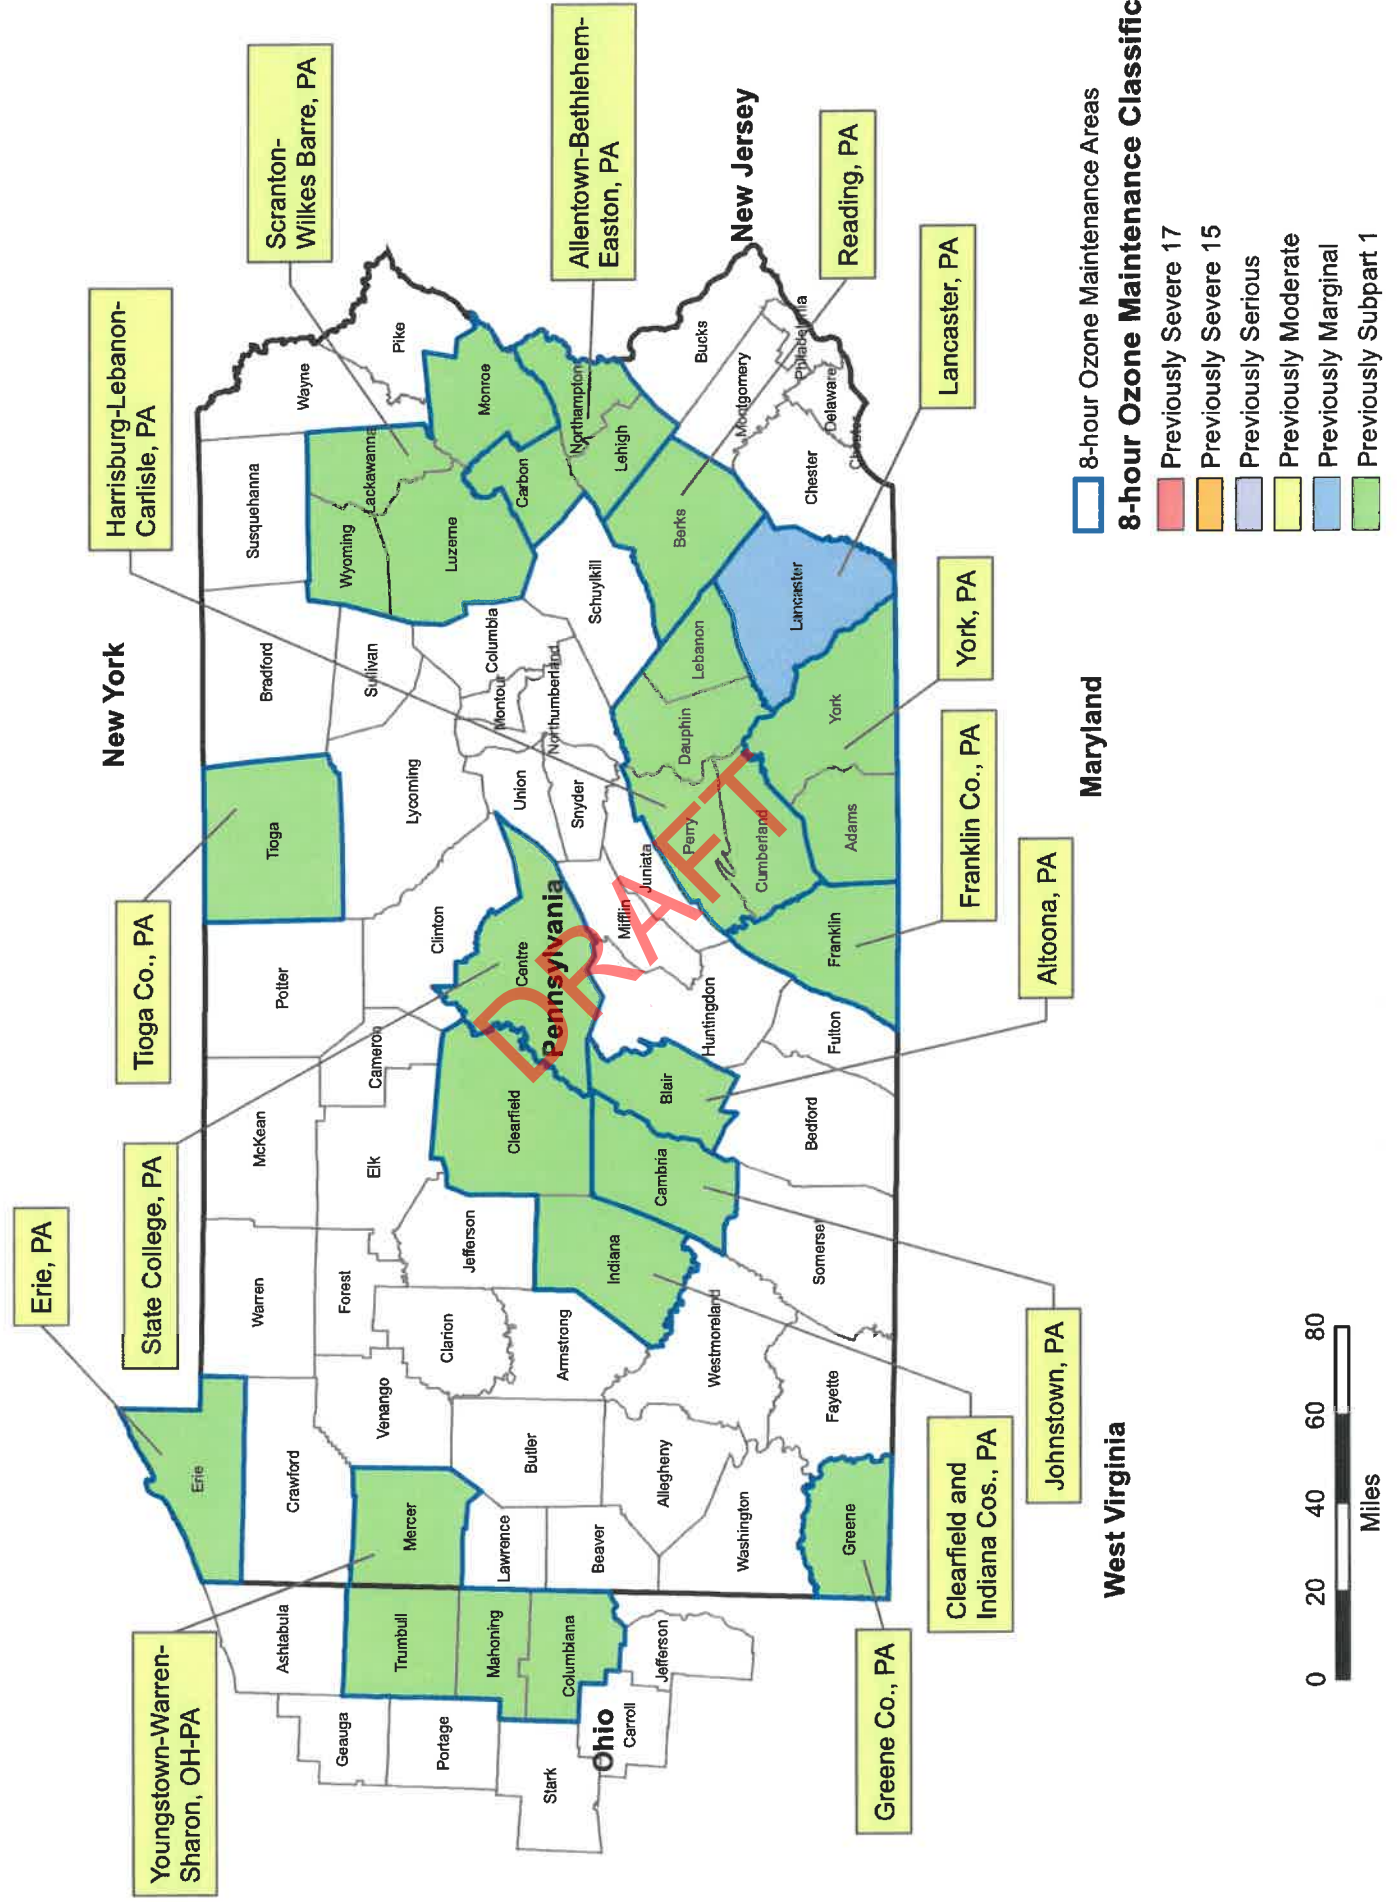 New York
New Jersey
Maryland
West Virginia
Ohio
Pennsylvania
DRAFT
Erie, PA
State College, PA
Tioga Co., PA
Harrisburg-Lebanon-
Carlisle, PA
Scranton-
Wilkes Barre, PA
Allentown-Bethlehem-
Easton, PA
Reading, PA
Lancaster, PA
York, PA
Franklin Co., PA
Altoona, PA
Johnstown, PA
Clearfield and
Indiana Cos., PA
Greene Co., PA
Youngstown-Warren-
Sharon, OH-PA
Erie
Crawford
Warren
McKean
Potter
Tioga
Bradford
Susquehanna
Wayne
Pike
Wyoming
Lackawanna
Sullivan
Lycoming
Clinton
Cameron
Elk
Forest
Venango
Mercer
Lawrence
Butler
Clarion
Jefferson
Armstrong
Indiana
Clearfield
Centre
Union
Snyder
Montour
Columbia
Northumberland
Luzerne
Monroe
Carbon
Northampton
Lehigh
Schuylkill
Berks
Bucks
Montgomery
Philadelphia
Delaware
Chester
Chester
Lancaster
Lebanon
Dauphin
Perry
Juniata
Mifflin
Huntingdon
Blair
Cambria
Westmoreland
Allegheny
Beaver
Washington
Greene
Fayette
Somerset
Bedford
Fulton
Franklin
Cumberland
Adams
York
Ashtabula
Geauga
Trumbull
Portage
Mahoning
Columbiana
Stark
Carroll
Jefferson
8-hour Ozone Maintenance Areas
8-hour Ozone Maintenance Classific
Previously Severe 17
Previously Severe 15
Previously Serious
Previously Moderate
Previously Marginal
Previously Subpart 1
0 20 40 60 80
Miles